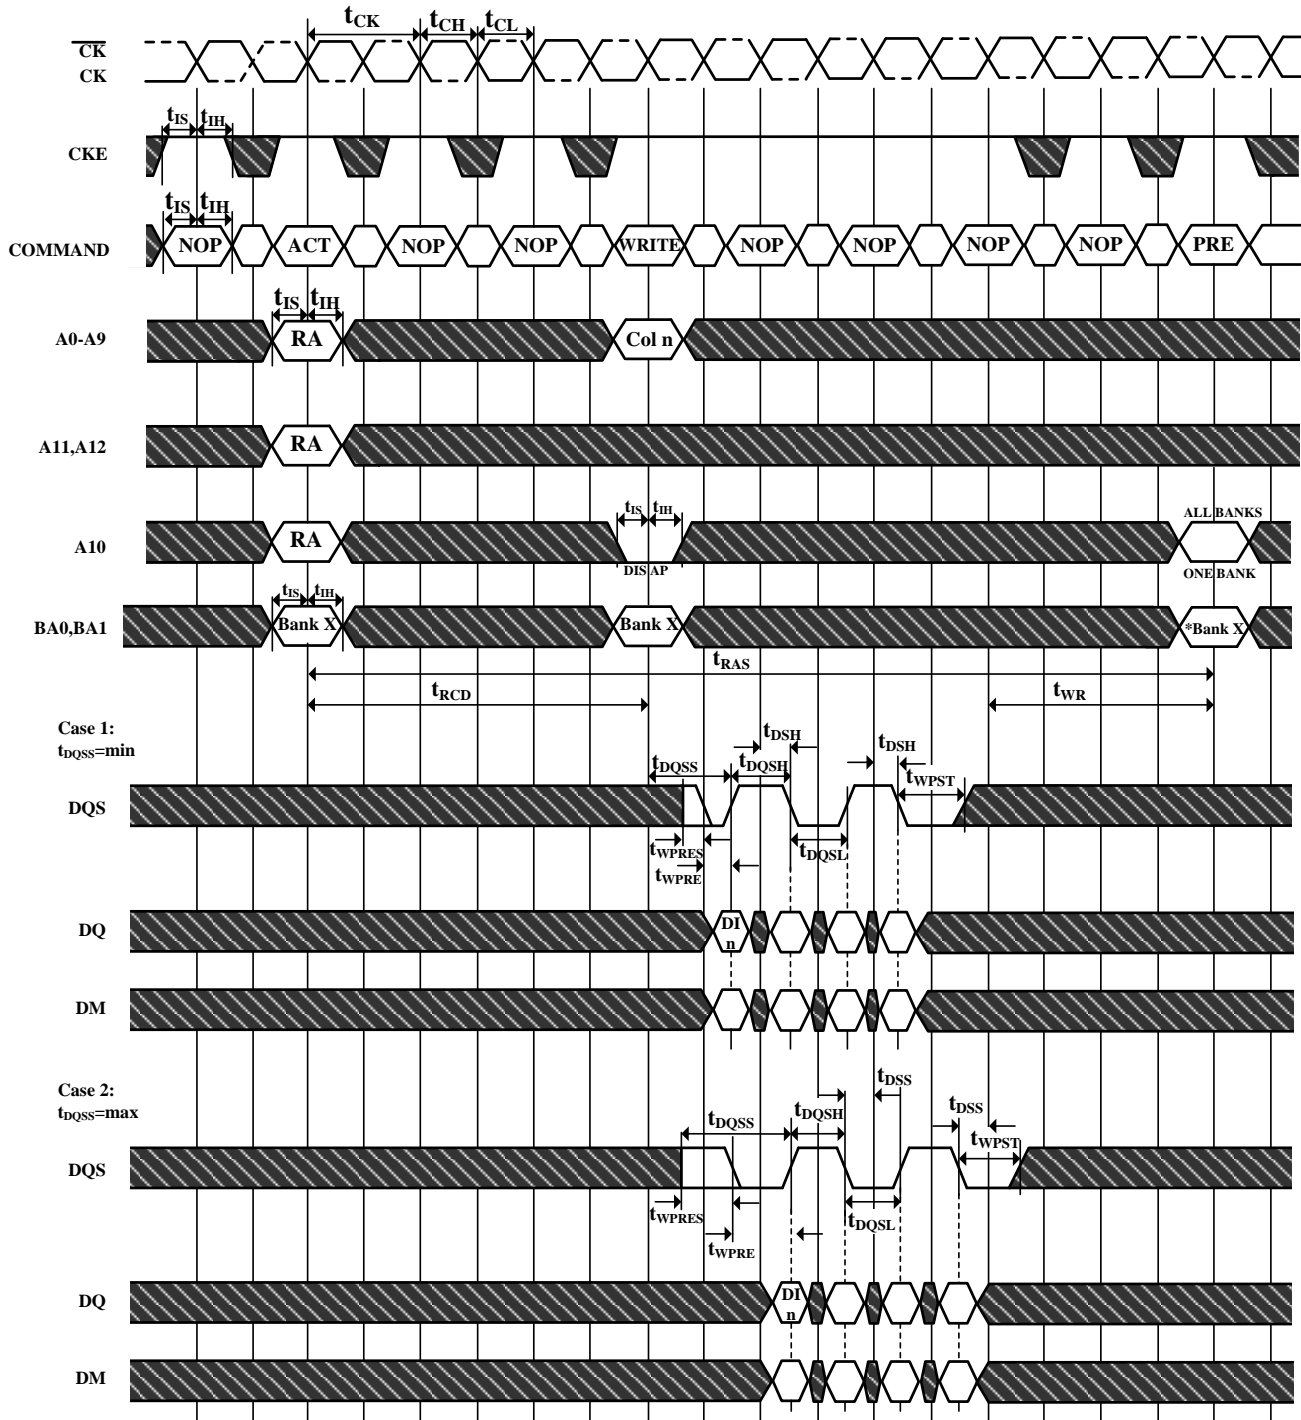 tCK tCH tCL
CK
CK
tIS tIH
CKE
tIS tIH
COMMAND NOP ACT NOP NOP WRITE NOP NOP NOP NOP PRE
tIS tIH
A0-A9 RA Col n
A11,A12 RA
tIS tIH
ALL BANKS
A10 RA
DIS AP
ONE BANK
tIS tIH
BA0,BA1 Bank X Bank X *Bank X
tRAS
tRCD tWR
Case 1:
tDQSS=min
tDSH tDSH
tDQSS tDQSH tWPST
DQS
tWPRES tDQSL
tWPRE
DQ DI
n
DM
Case 2:
tDQSS=max
tDSS tDSS
tDQSS tDQSH tWPST
DQS
tWPRES tDQSL
tWPRE
DQ DI
n
DM